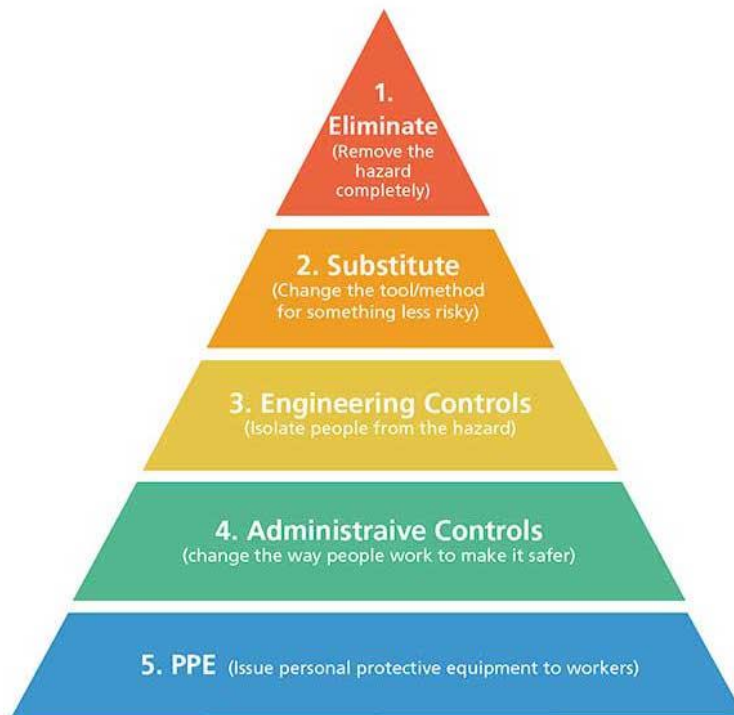 1.
Eliminate
(Remove the
hazard
completely)
2. Substitute
(Change the tool/method
for something less risky)
3. Engineering Controls
(Isolate people from the hazard)
4. Administraive Controls
(change the way people work to make it safer)
5. PPE (Issue personal protective equipment to workers)